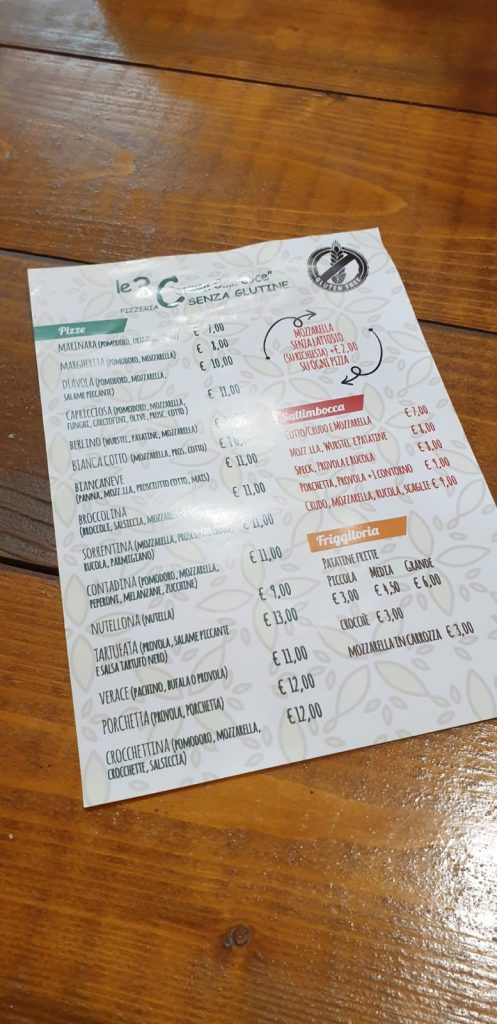 le 3 C
PIZZERIA SENZA GLUTINE
GLUTEN FREE
Pizze
MARINARA (POMODORO,
€ 7,00
MARGHERITA (POMODORO, MOZZARELLA)
€ 8,00
DIAVOLA (POMODORO, MOZZARELLA,
SALAME PICCANTE)
€ 10,00
CAPRICCIOSA (POMODORO, MOZZARELLA,
FUNGHI, CARCIOFINI, OLIVE, PROSC. COTTO)
€ 11,00
BERLINO (WURSTEL, PATATINE, MOZZARELLA)
BIANCA COTTO (MOZZARELLA, PROS. COTTO)
BIANCANEVE
(PANNA, MOZZ.LLA, PROSCIUTTO COTTO, MAIS)
€ 11,00
BROCCOLINA
(BROCCOLI, SALSICCIA,
€ 11,00
SORRENTINA (MOZZARELLA,
RUCOLA, PARMIGIANO)
€ 11,00
CONTADINA (POMODORO, MOZZARELLA,
PEPERONI, MELANZANE, ZUCCHINE)
€ 11,00
NUTELLONA (NUTELLA)
€ 9,00
TARTUFATA (PROVOLA, SALAME PICCANTE
E SALSA TARTUFO NERO)
€ 13,00
VERACE (PACHINO, BUFALA O PROVOLA)
€ 11,00
PORCHETTA (PROVOLA, PORCHETTA)
€ 12,00
CROCCHETTINA (POMODORO, MOZZARELLA,
CROCCHETTE, SALSICCIA)
€ 12,00
MOZZARELLA
SENZA LATTOSIO
(SU RICHIESTA) +€ 2,00
SU OGNI PIZZA
Saltimbocca
COTTO/CRUDO E MOZZARELLA € 7,00
MOZZ.LLA, WURSTEL E PATATINE € 8,00
SPECK, PROVOLA E RUCOLA € 8,00
PORCHETTA, PROVOLA +1 CONTORNO € 9,00
CRUDO, MOZZARELLA, RUCOLA, SCAGLIE € 9,00
Friggitoria
PATATINE FRITTE
PICCOLA MEDIA GRANDE
€ 3,00 € 4,50 € 6,00
CROCCHÈ € 3,00
MOZZARELLA IN CARROZZA € 3,00